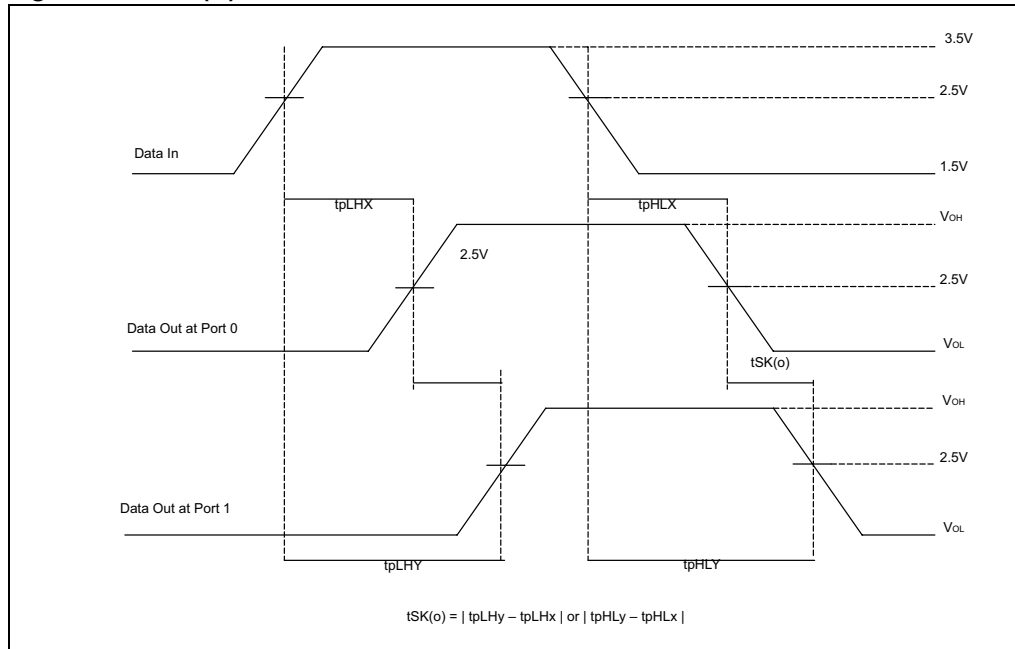 3.5V
2.5V
Data In
1.5V
tpLHX
tpHLX
VOH
2.5V
2.5V
Data Out at Port 0
VOL
tSK(o)
VOH
2.5V
Data Out at Port 1
VOL
tpLHY
tpHLY
tSK(o) = | tpLHy – tpLHx | or | tpHLy – tpHLx |